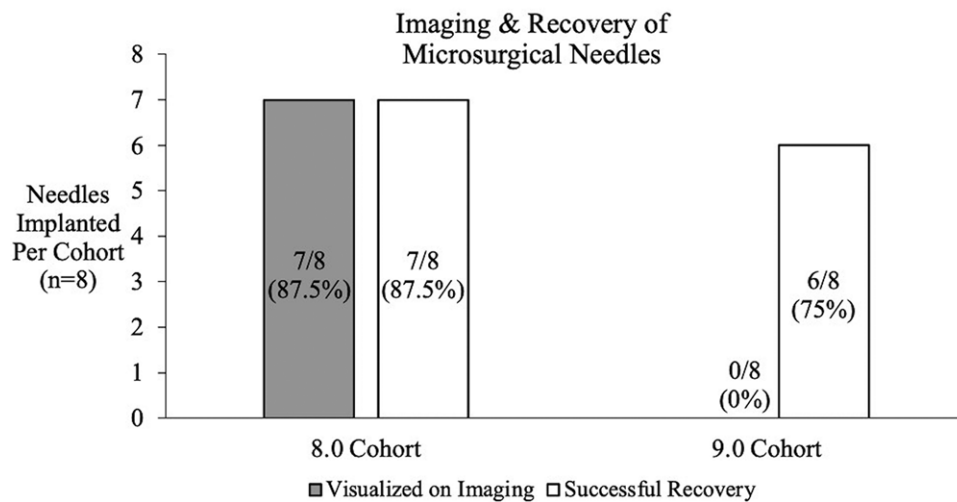 Imaging & Recovery of
Microsurgical Needles
8
7
6
5
4
3
2
1
0
Needles
Implanted
Per Cohort
(n=8)
7/8
(87.5%)
7/8
(87.5%)
0/8
(0%)
6/8
(75%)
8.0 Cohort
9.0 Cohort
Visualized on Imaging
Successful Recovery